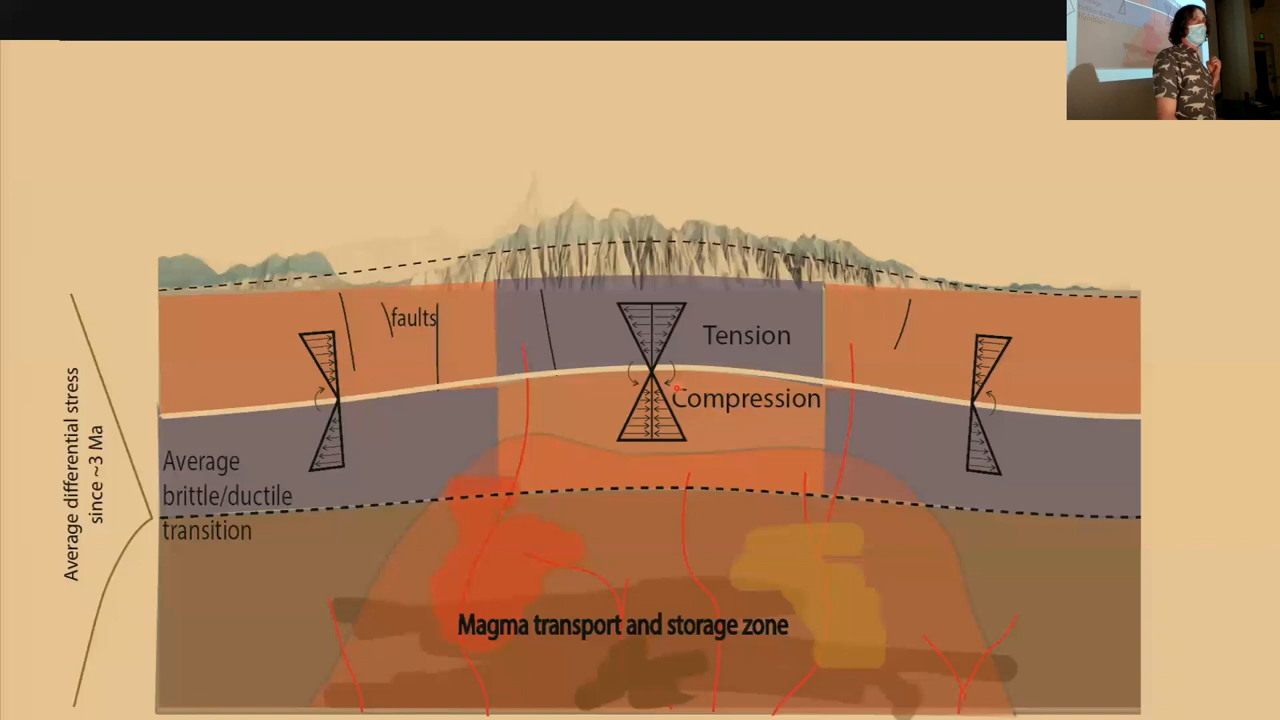 faults
Tension
Compression
Average differential stress
since ~ 3 Ma
Average
brittle/ductile
transition
Magma transport and storage zone